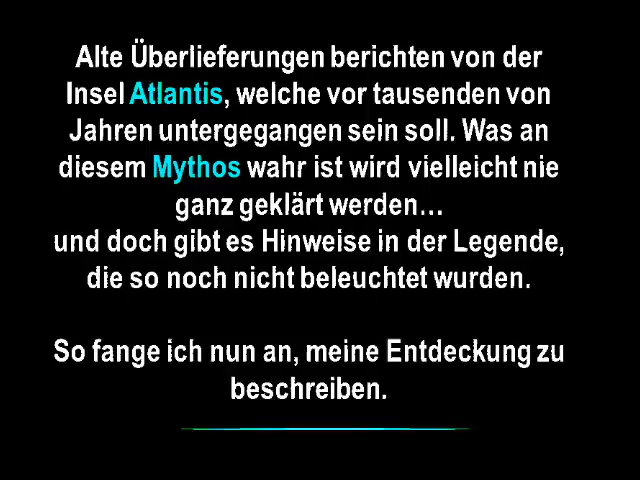 Alte Überlieferungen berichten von der
Insel Atlantis, welche vor tausenden von
Jahren untergegangen sein soll. Was an
diesem Mythos wahr ist wird vielleicht nie
ganz geklärt werden…
und doch gibt es Hinweise in der Legende,
die so noch nicht beleuchtet wurden.
So fange ich nun an, meine Entdeckung zu
beschreiben.